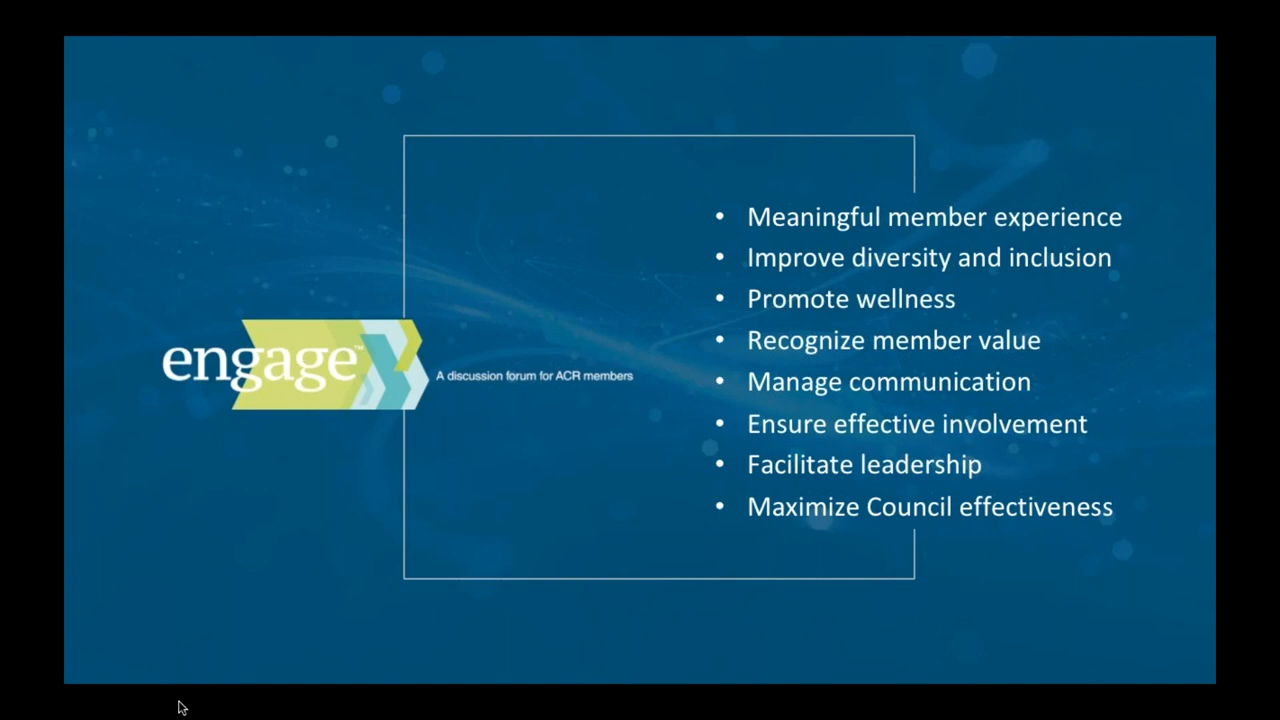 engage™
A discussion forum for ACR members
• Meaningful member experience
• Improve diversity and inclusion
• Promote wellness
• Recognize member value
• Manage communication
• Ensure effective involvement
• Facilitate leadership
• Maximize Council effectiveness